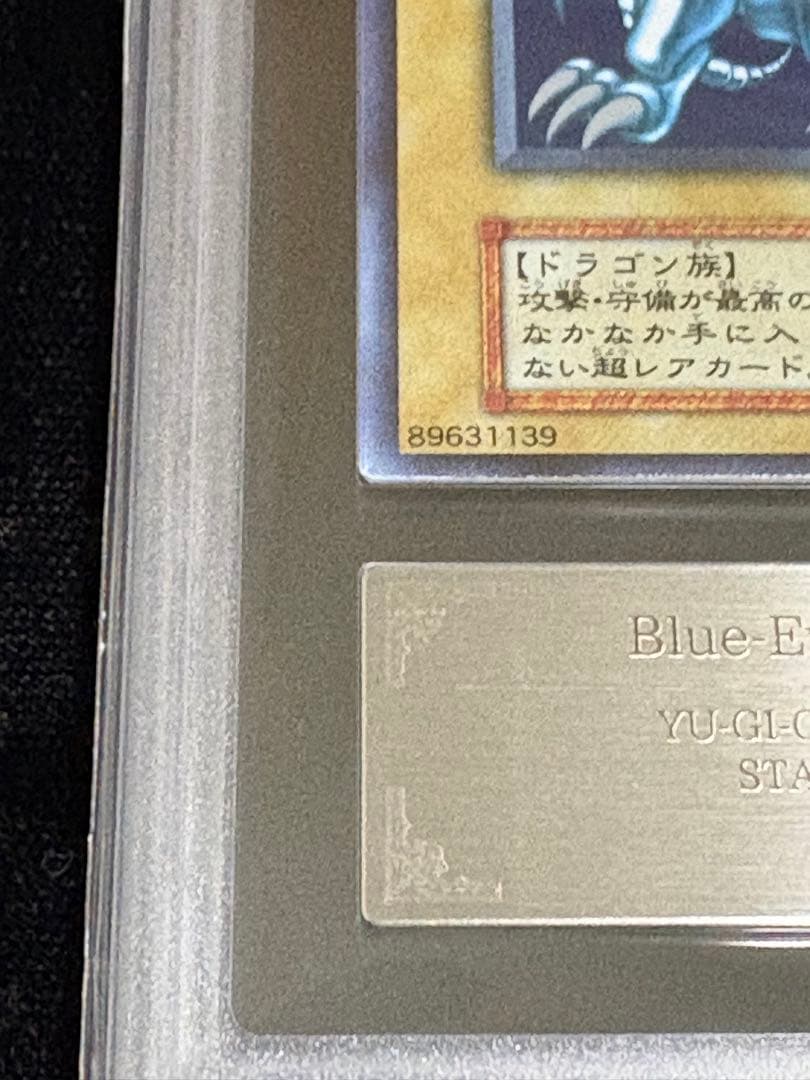 【ドラゴン族】
攻撃・守備が最高の
なかなか手に入
ない超レアカード。
89631139
Blue-E
YU-GI-O
STA